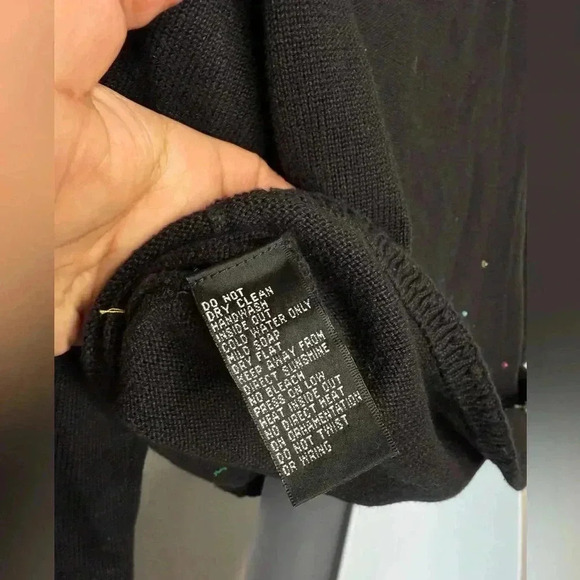 DO NOT
DRY CLEAN
HANDWASH
INSIDE OUT
COLD WATER ONLY
MILD SOAP
DRY FLAT
KEEP AWAY FROM
DIRECT SUNSHINE
NO BLEACH
PRESS ON LOW
HEAT INSIDE OUT
NO DIRECT HEAT
ON ORNAMENTATION
DO NOT TWIST
OR WRING